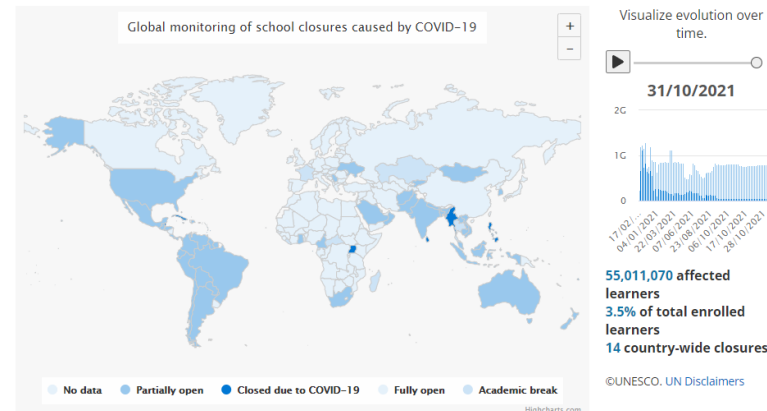 Global monitoring of school closures caused by COVID-19
+
−
No data
Partially open
Closed due to COVID-19
Fully open
Academic break
Highcharts.com
Visualize evolution over
time.
31/10/2021
2G
1G
0
17/02/...
04/01/2021
22/03/2021
07/06/2021
23/08/2021
06/10/2021
17/10/2021
28/10/2021
55,011,070 affected
learners
3.5% of total enrolled
learners
14 country-wide closures
©UNESCO. UN Disclaimers